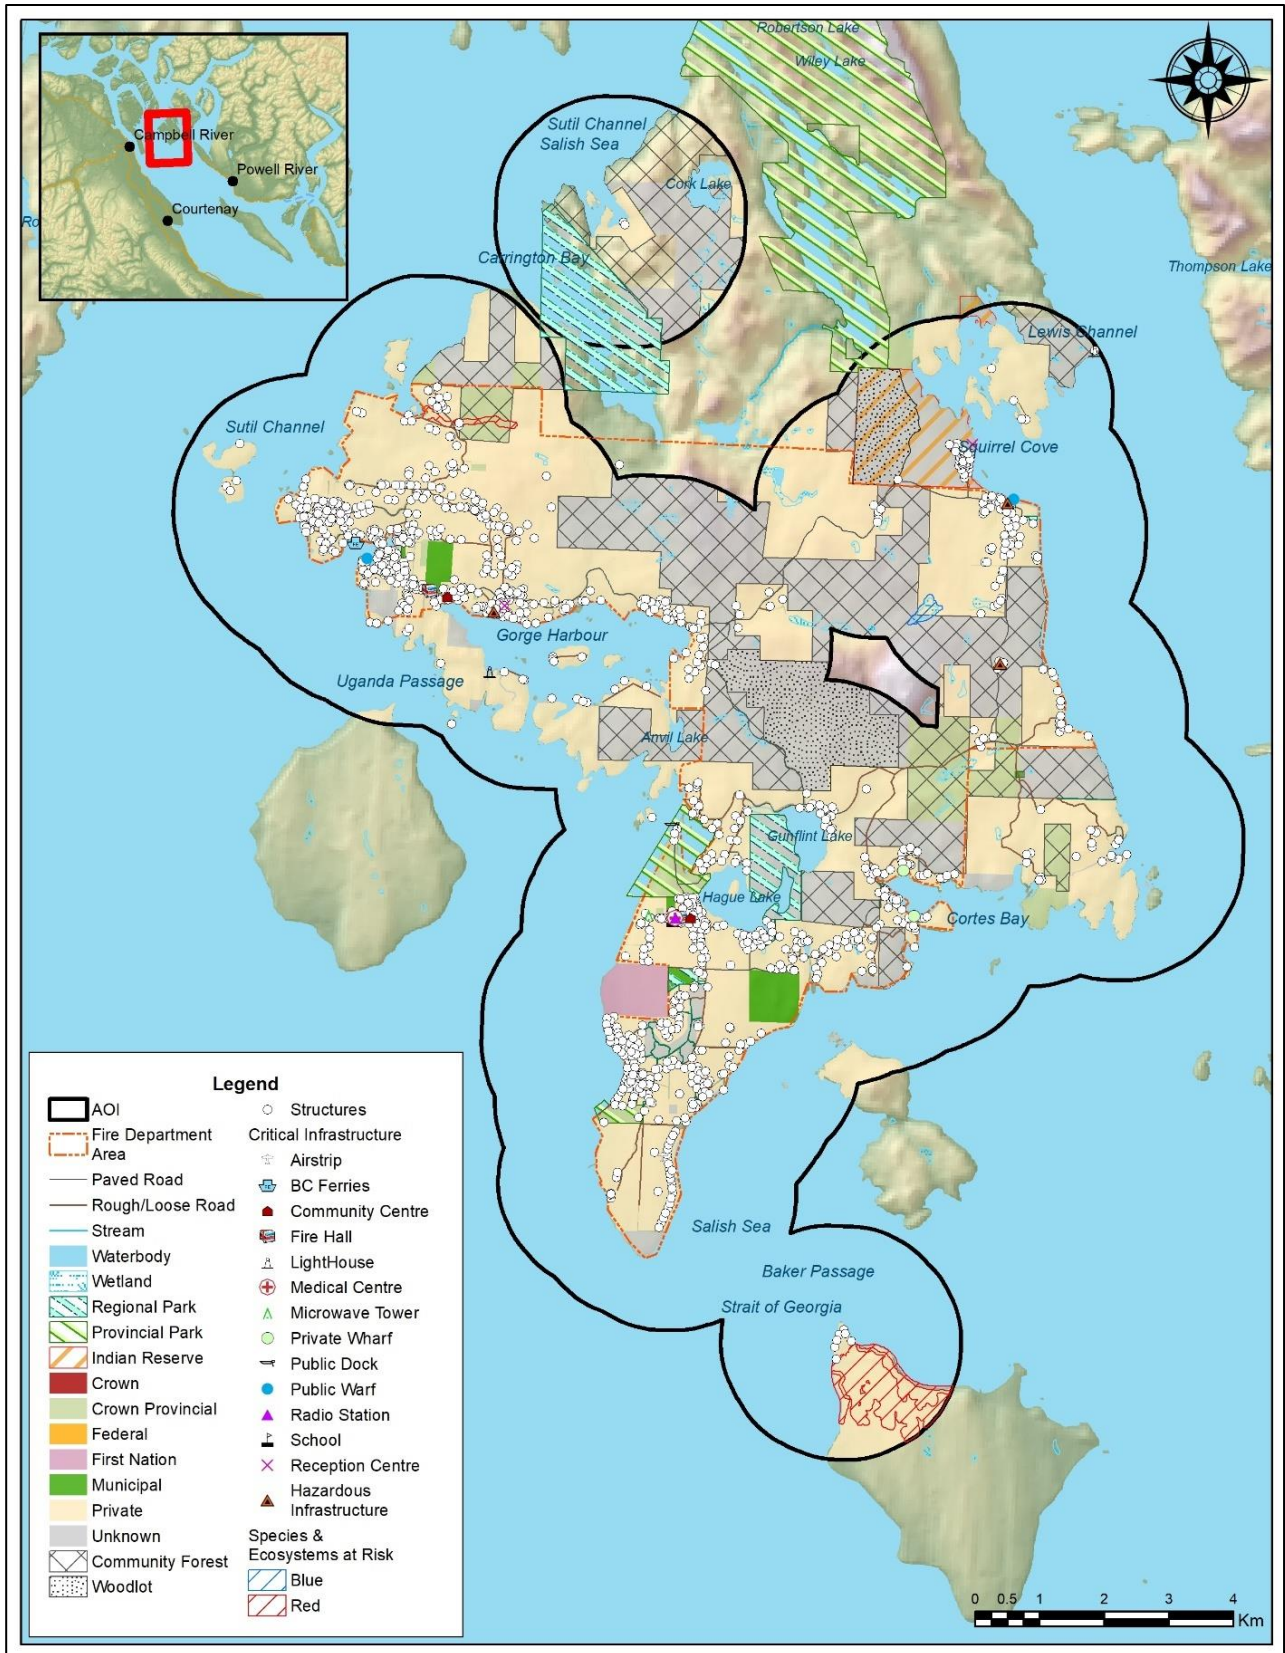 Robertson Lake
Wiley Lake
Sutil Channel
Salish Sea
Campbell River
Powell River
Courtenay
Ro
Cork Lake
Carrington Bay
Thompson Lake
Lewis Channel
Sutil Channel
Squirrel Cove
Gorge Harbour
Uganda Passage
Anvil Lake
Gunflint Lake
Hague Lake
Cortes Bay
Salish Sea
Baker Passage
Strait of Georgia
Legend
AOI
Fire Department
Area
Paved Road
Rough/Loose Road
Stream
Waterbody
Wetland
Regional Park
Provincial Park
Indian Reserve
Crown
Crown Provincial
Federal
First Nation
Municipal
Private
Unknown
Community Forest
Woodlot
Structures
Critical Infrastructure
Airstrip
BC Ferries
Community Centre
Fire Hall
LightHouse
Medical Centre
Microwave Tower
Private Wharf
Public Dock
Public Warf
Radio Station
School
Reception Centre
Hazardous
Infrastructure
Species &
Ecosystems at Risk
Blue
Red
0 0.5 1 2 3 4
Km